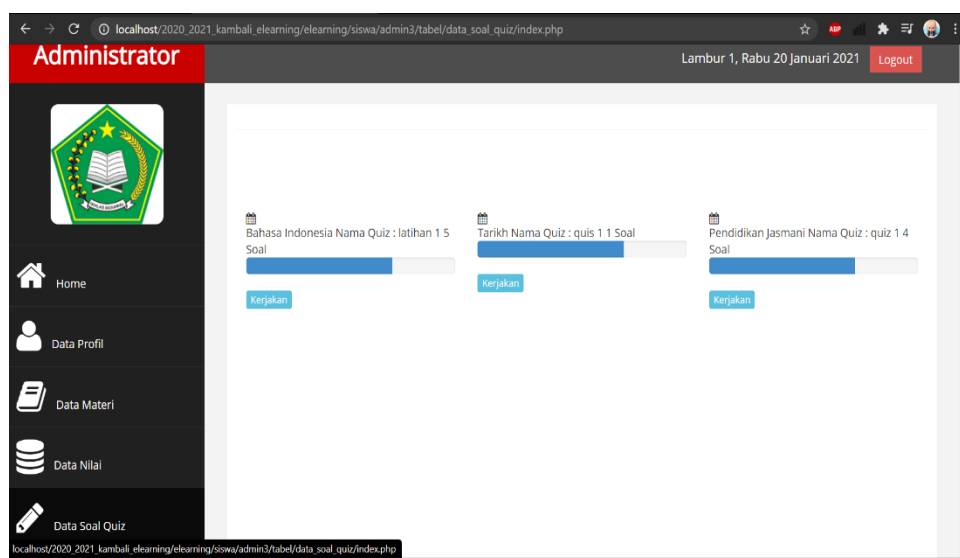 localhost/2020_2021_kambali_elearning/elearning/siswa/admin3/tabel/data_soal_quiz/index.php
ABP
Administrator
Lambur 1, Rabu 20 Januari 2021
Logout
Bahasa Indonesia Nama Quiz : latihan 1 5
Soal
Kerjakan
Tarikh Nama Quiz : quis 1 1 Soal
Kerjakan
Pendidikan Jasmani Nama Quiz : quiz 1 4
Soal
Kerjakan
Home
Data Profil
Data Materi
Data Nilai
Data Soal Quiz
localhost/2020_2021_kambali_elearning/elearning/siswa/admin3/tabel/data_soal_quiz/index.php